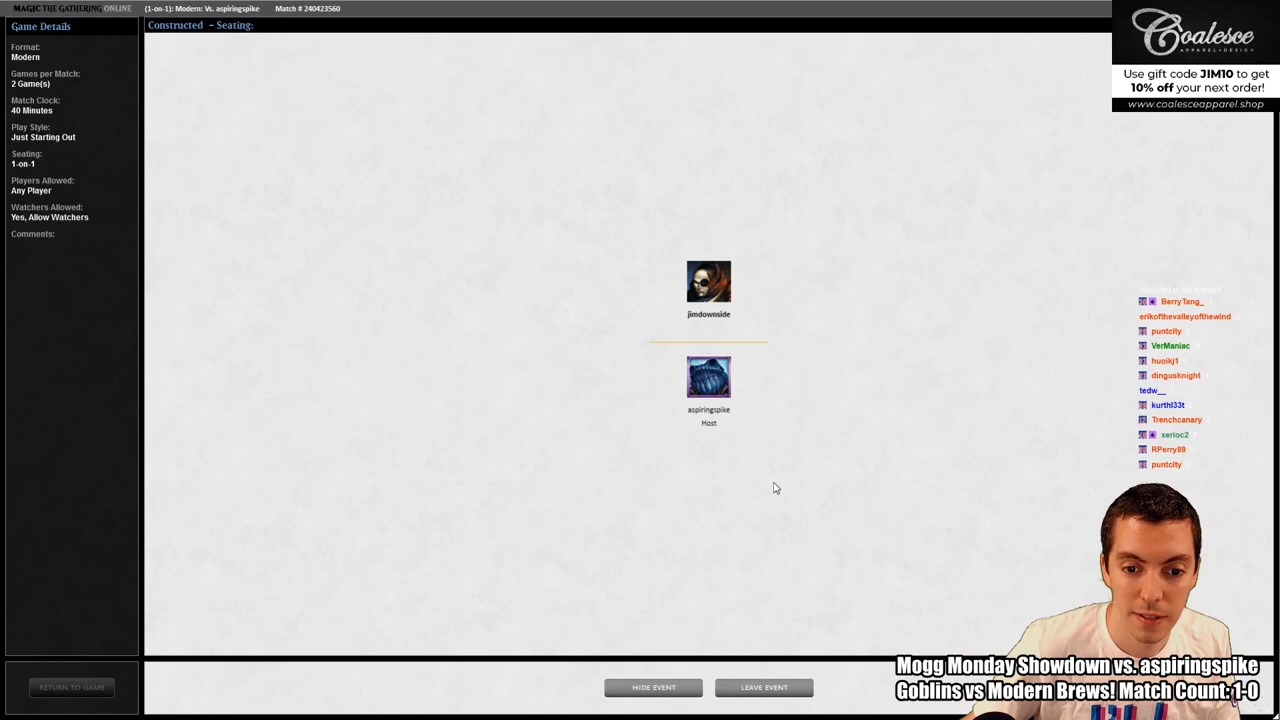 MAGIC THE GATHERING ONLINE (1-on-1): Modern: Vs. aspiringspike Match # 240423560
Game Details
Constructed - Seating:
Format:
Modern
Games per Match:
2 Game(s)
Match Clock:
40 Minutes
Play Style:
Just Starting Out
Seating:
1-on-1
Players Allowed:
Any Player
Watchers Allowed:
Yes, Allow Watchers
Comments:
jimdownside
aspiringspike
Host
RETURN TO GAME
HIDE EVENT
LEAVE EVENT
Coalesce
APPAREL+DESIGN
Use gift code JIM10 to get
10% off your next order!
www.coalesceapparel.shop
BerryTang_
erikofthevalleyofthewind
puntcity
VerManiac
huoikj1
dingusknight
tedw__
kurthl33t
Trenchcanary
xerioc2
RPerry89
puntcity
Mogg Monday Showdown vs. aspiringspike
Goblins vs Modern Brews! Match Count: 1-0